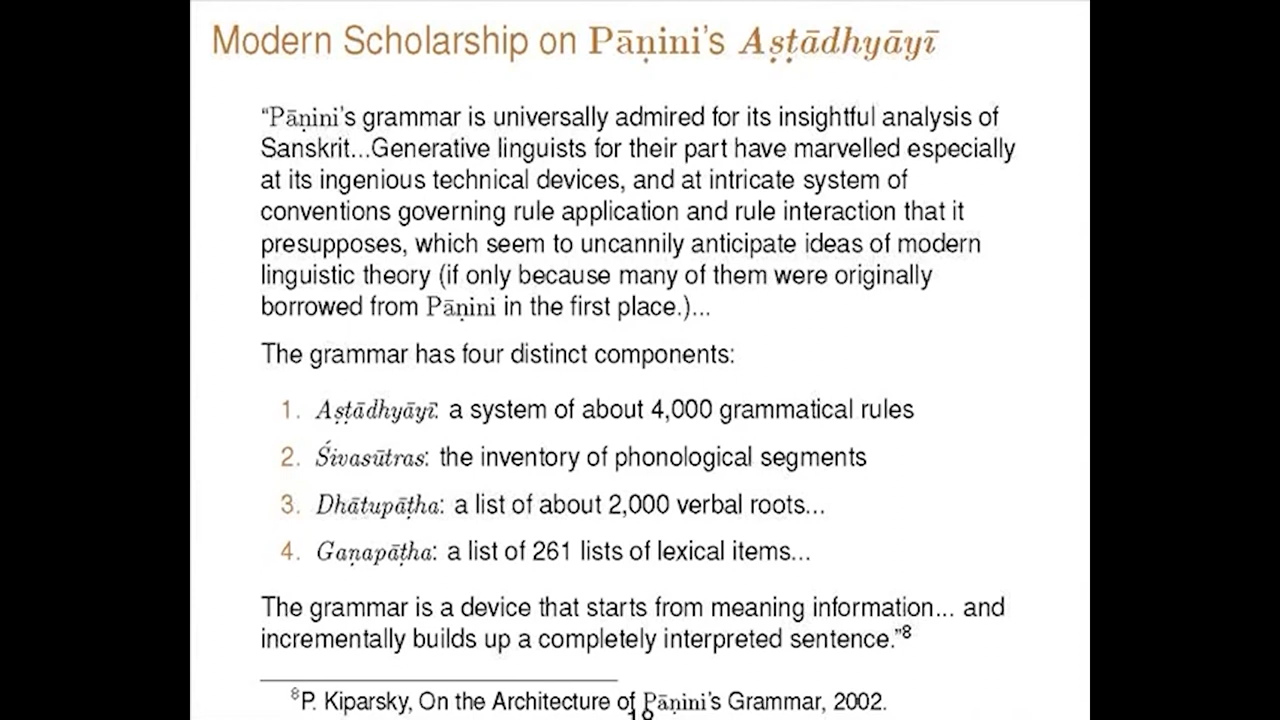 Modern Scholarship on Pāṇini's Aṣṭādhyāyī
“Pāṇini's grammar is universally admired for its insightful analysis of
Sanskrit...Generative linguists for their part have marvelled especially
at its ingenious technical devices, and at intricate system of
conventions governing rule application and rule interaction that it
presupposes, which seem to uncannily anticipate ideas of modern
linguistic theory (if only because many of them were originally
borrowed from Pāṇini in the first place.)...
The grammar has four distinct components:
1. Aṣṭādhyāyī: a system of about 4,000 grammatical rules
2. Śivasūtras: the inventory of phonological segments
3. Dhātupāṭha: a list of about 2,000 verbal roots...
4. Gaṇapāṭha: a list of 261 lists of lexical items...
The grammar is a device that starts from meaning information... and
incrementally builds up a completely interpreted sentence.”8
8P. Kiparsky, On the Architecture of Pāṇini's Grammar, 2002.
18